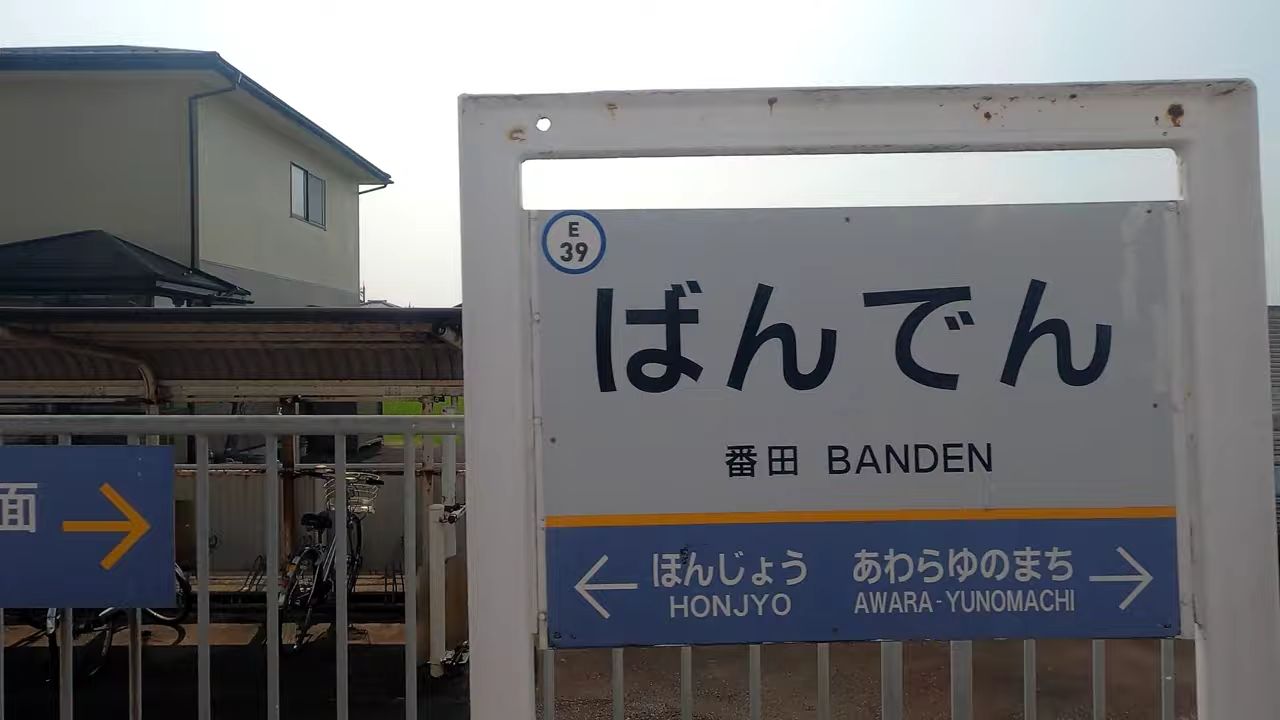 E
39
ばんでん
番田 BANDEN
← ほんじょう あわらゆのまち →
HONJYO AWARA-YUNOMACHI
面 →